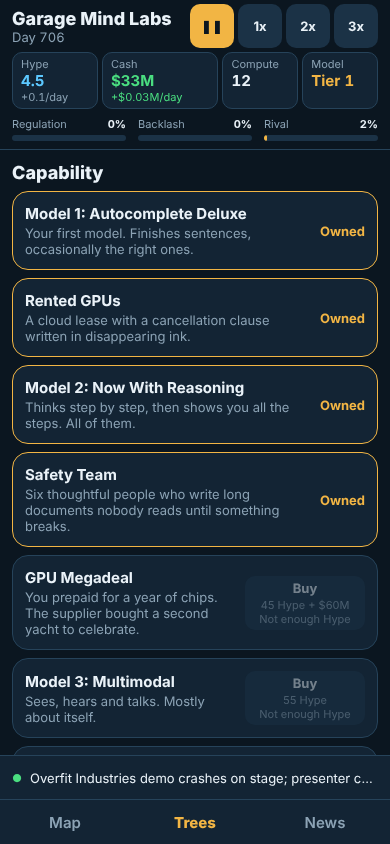 Garage Mind Labs
Day 706
1x
2x
3x
Hype
4.5
+0.1/day
Cash
$33M
+$0.03M/day
Compute
12
Model
Tier 1
Regulation 0%
Backlash 0%
Rival 2%
Capability
Model 1: Autocomplete Deluxe
Your first model. Finishes sentences,
occasionally the right ones.
Owned
Rented GPUs
A cloud lease with a cancellation clause
written in disappearing ink.
Owned
Model 2: Now With Reasoning
Thinks step by step, then shows you all the
steps. All of them.
Owned
Safety Team
Six thoughtful people who write long
documents nobody reads until something
breaks.
Owned
GPU Megadeal
You prepaid for a year of chips.
The supplier bought a second
yacht to celebrate.
Buy
45 Hype + $60M
Not enough Hype
Model 3: Multimodal
Sees, hears and talks. Mostly
about itself.
Buy
55 Hype
Not enough Hype
Overfit Industries demo crashes on stage; presenter c...
Map
Trees
News